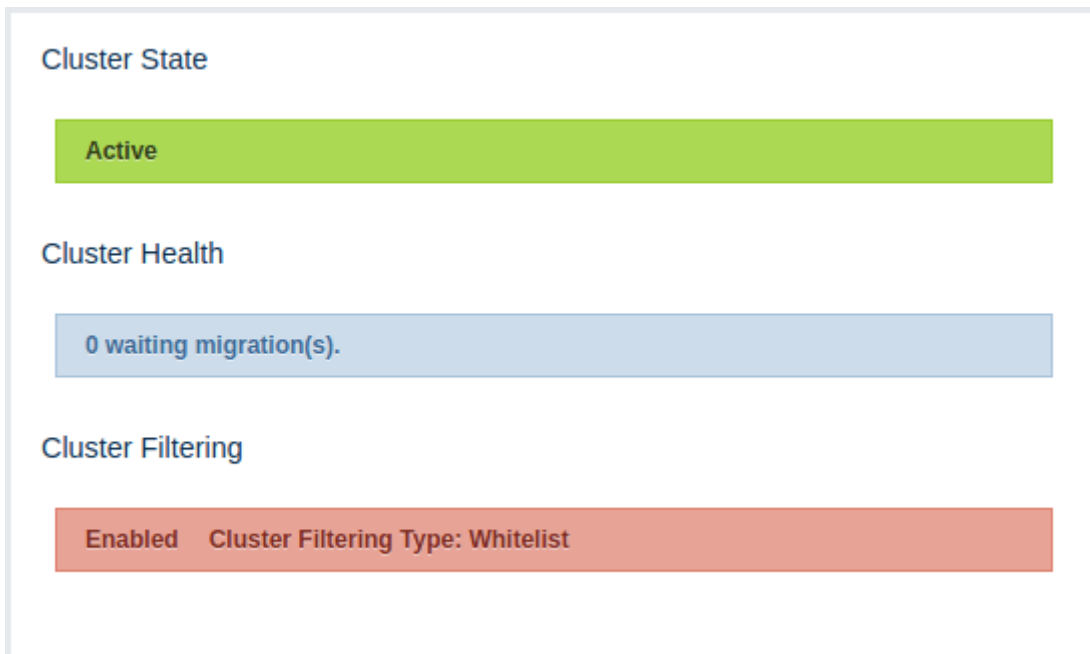 Cluster State
Active
Cluster Health
0 waiting migration(s).
Cluster Filtering
Enabled Cluster Filtering Type: Whitelist